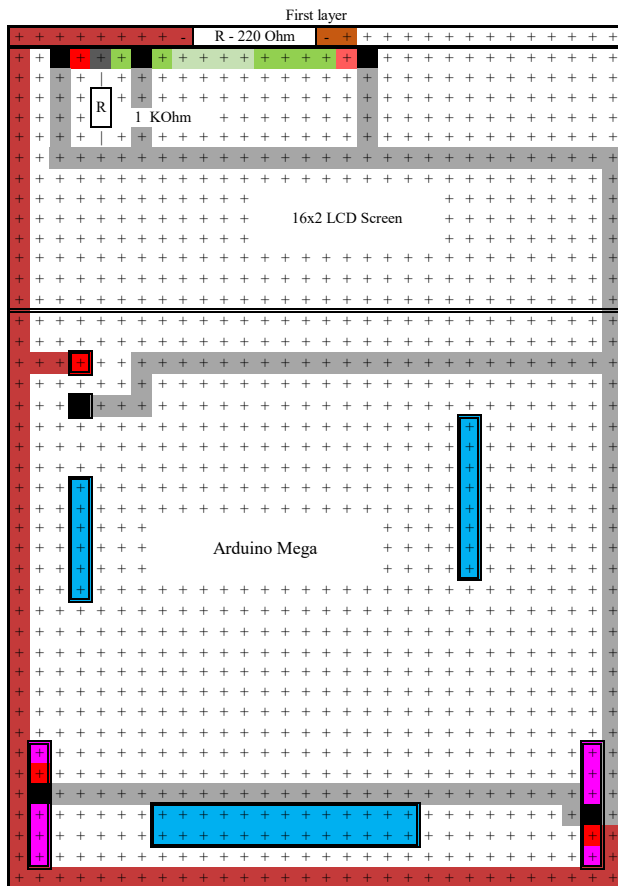 First layer
R - 220 Ohm
R
1 KOhm
16x2 LCD Screen
Arduino Mega